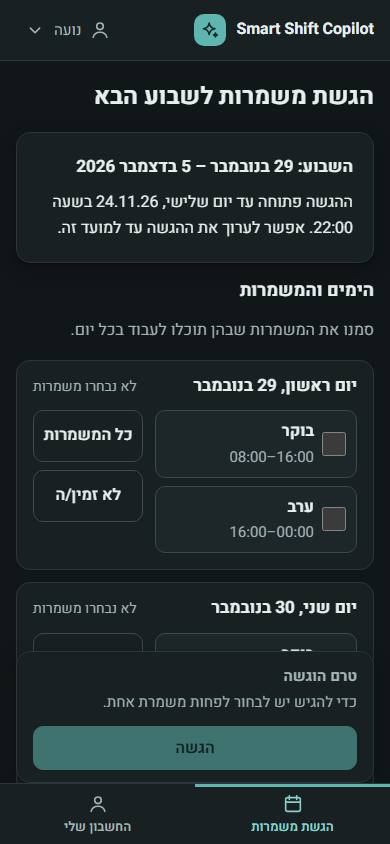 Smart Shift Copilot
נועה
הגשת משמרות לשבוע הבא
השבוע: 29 בנובמבר – 5 בדצמבר 2026
ההגשה פתוחה עד יום שלישי, 24.11.26 בשעה
22:00. אפשר לערוך את ההגשה עד למועד זה.
הימים והמשמרות
סמנו את המשמרות שבהן תוכלו לעבוד בכל יום.
יום ראשון, 29 בנובמבר
לא נבחרו משמרות
בוקר
08:00–16:00
כל המשמרות
ערב
16:00–00:00
לא זמין/ה
יום שני, 30 בנובמבר
לא נבחרו משמרות
טרם הוגשה
כדי להגיש יש לבחור לפחות משמרת אחת.
הגשה
הגשת משמרות
החשבון שלי